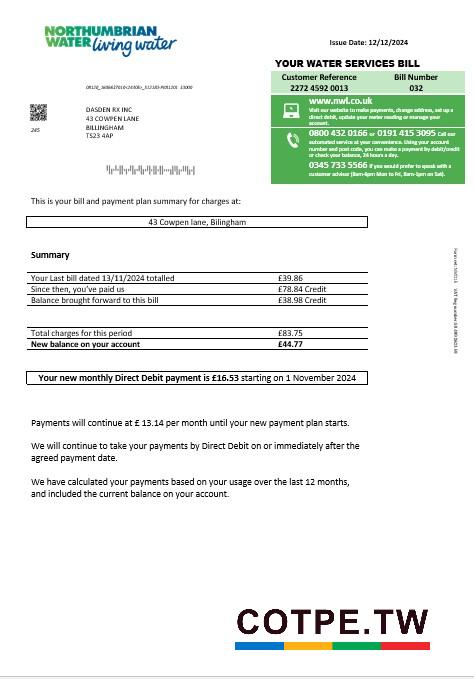 NORTHUMBRIAN
WATER living water
Issue Date: 12/12/2024
YOUR WATER SERVICES BILL
Customer Reference Bill Number
2272 4592 0013 032
www.nwl.co.uk
Visit our website to make payments, change address, set up a
direct debit, update your meter reading or manage your
account.
0800 432 0166 or 0191 415 3095 Call our
automated service at your convenience. Using your account
number and post code, you can make a payment by debit/credit
or check your balance, 24 hours a day.
0345 733 5566 If you would prefer to speak with a
customer advisor (8am-6pm Mon to Fri, 8am-1pm on Sat).
245
DASDEN RX INC
43 COWPEN LANE
BILLINGHAM
TS23 4AP
This is your bill and payment plan summary for charges at:
43 Cowpen lane, Bilingham
Summary
Your Last bill dated 13/11/2024 totalled £39.86
Since then, you've paid us £78.84 Credit
Balance brought forward to this bill £38.98 Credit
Total charges for this period £83.75
New balance on your account £44.77
Your new monthly Direct Debit payment is £16.53 starting on 1 November 2024
Payments will continue at £ 13.14 per month until your new payment plan starts.
We will continue to take your payments by Direct Debit on or immediately after the
agreed payment date.
We have calculated your payments based on your usage over the last 12 months,
and included the current balance on your account.
COTPE.TW